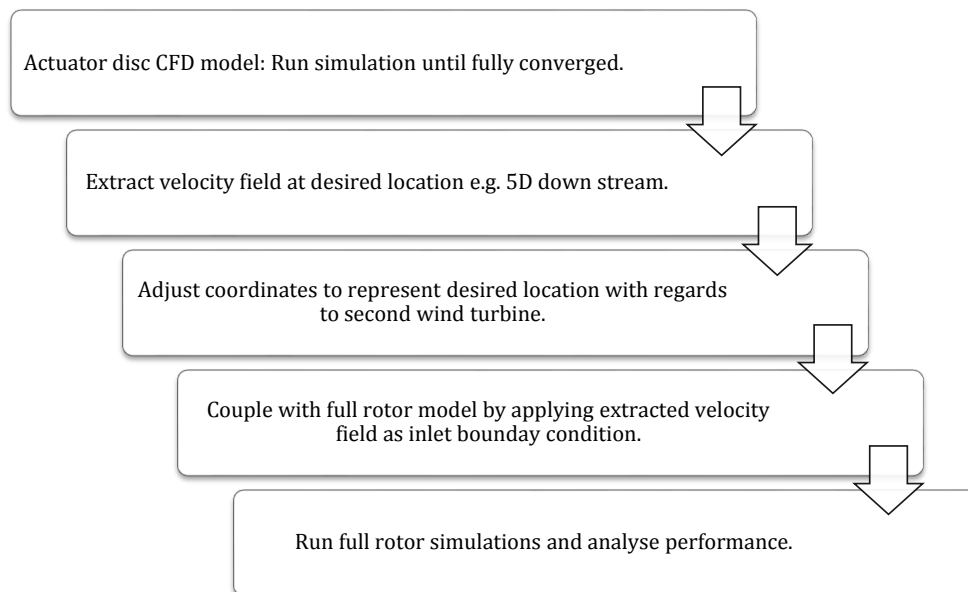 Actuator disc CFD model: Run simulation until fully converged.
Extract velocity field at desired location e.g. 5D down stream.
Adjust coordinates to represent desired location with regards
to second wind turbine.
Couple with full rotor model by applying extracted velocity
field as inlet bounday condition.
Run full rotor simulations and analyse performance.